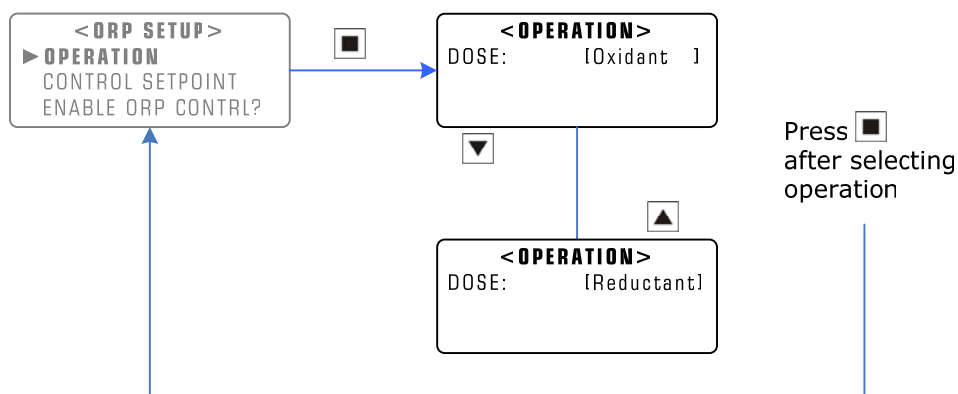 <ORP SETUP>
OPERATION
CONTROL SETPOINT
ENABLE ORP CONTRL?
<OPERATION>
DOSE: [Oxidant ]
<OPERATION>
DOSE: [Reductant]
Press
after selecting
operation